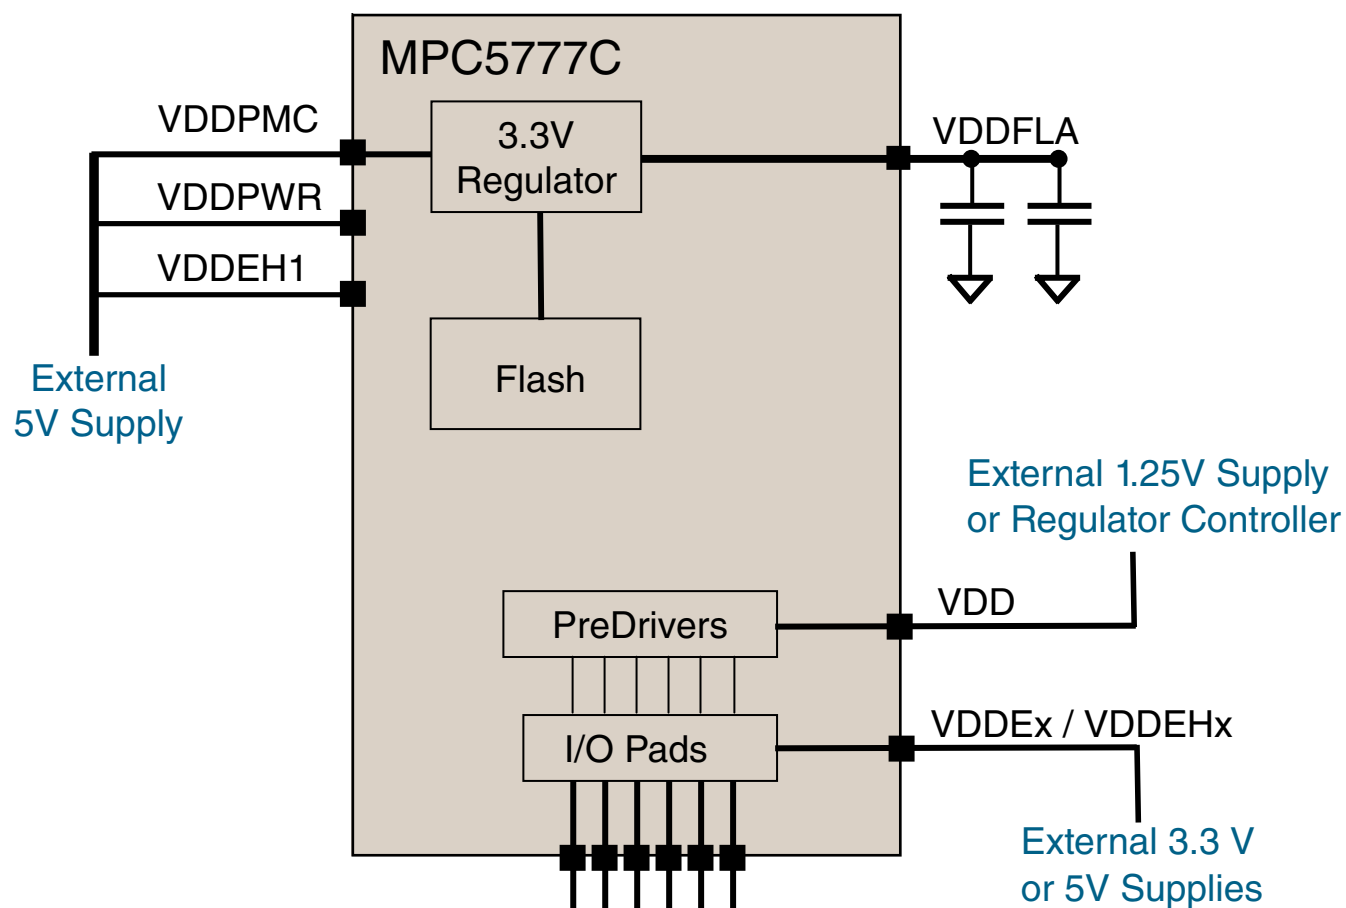 MPC5777C
VDDPMC
3.3V
Regulator
VDDFLA
VDDPWR
VDDEH1
External
5V Supply
Flash
External 1.25V Supply
or Regulator Controller
PreDrivers
VDD
I/O Pads
VDDEx / VDDEHx
External 3.3 V
or 5V Supplies